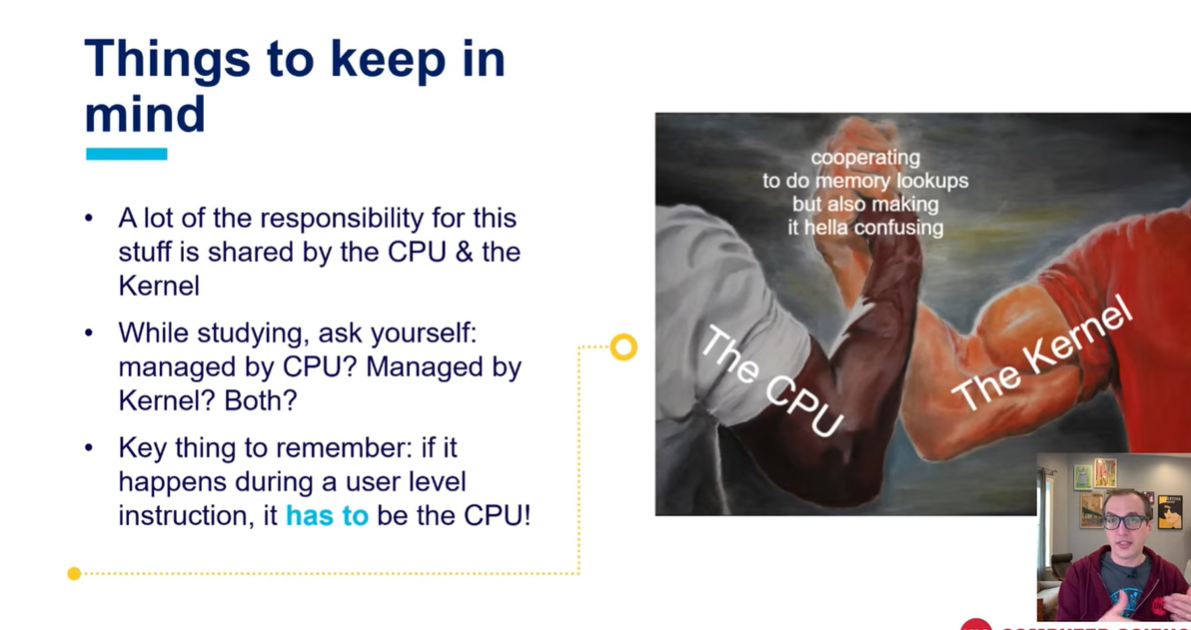 Things to keep in
mind
• A lot of the responsibility for this
stuff is shared by the CPU & the
Kernel
• While studying, ask yourself:
managed by CPU? Managed by
Kernel? Both?
• Key thing to remember: if it
happens during a user level
instruction, it has to be the CPU!
cooperating
to do memory lookups
but also making
it hella confusing
The CPU
The Kernel